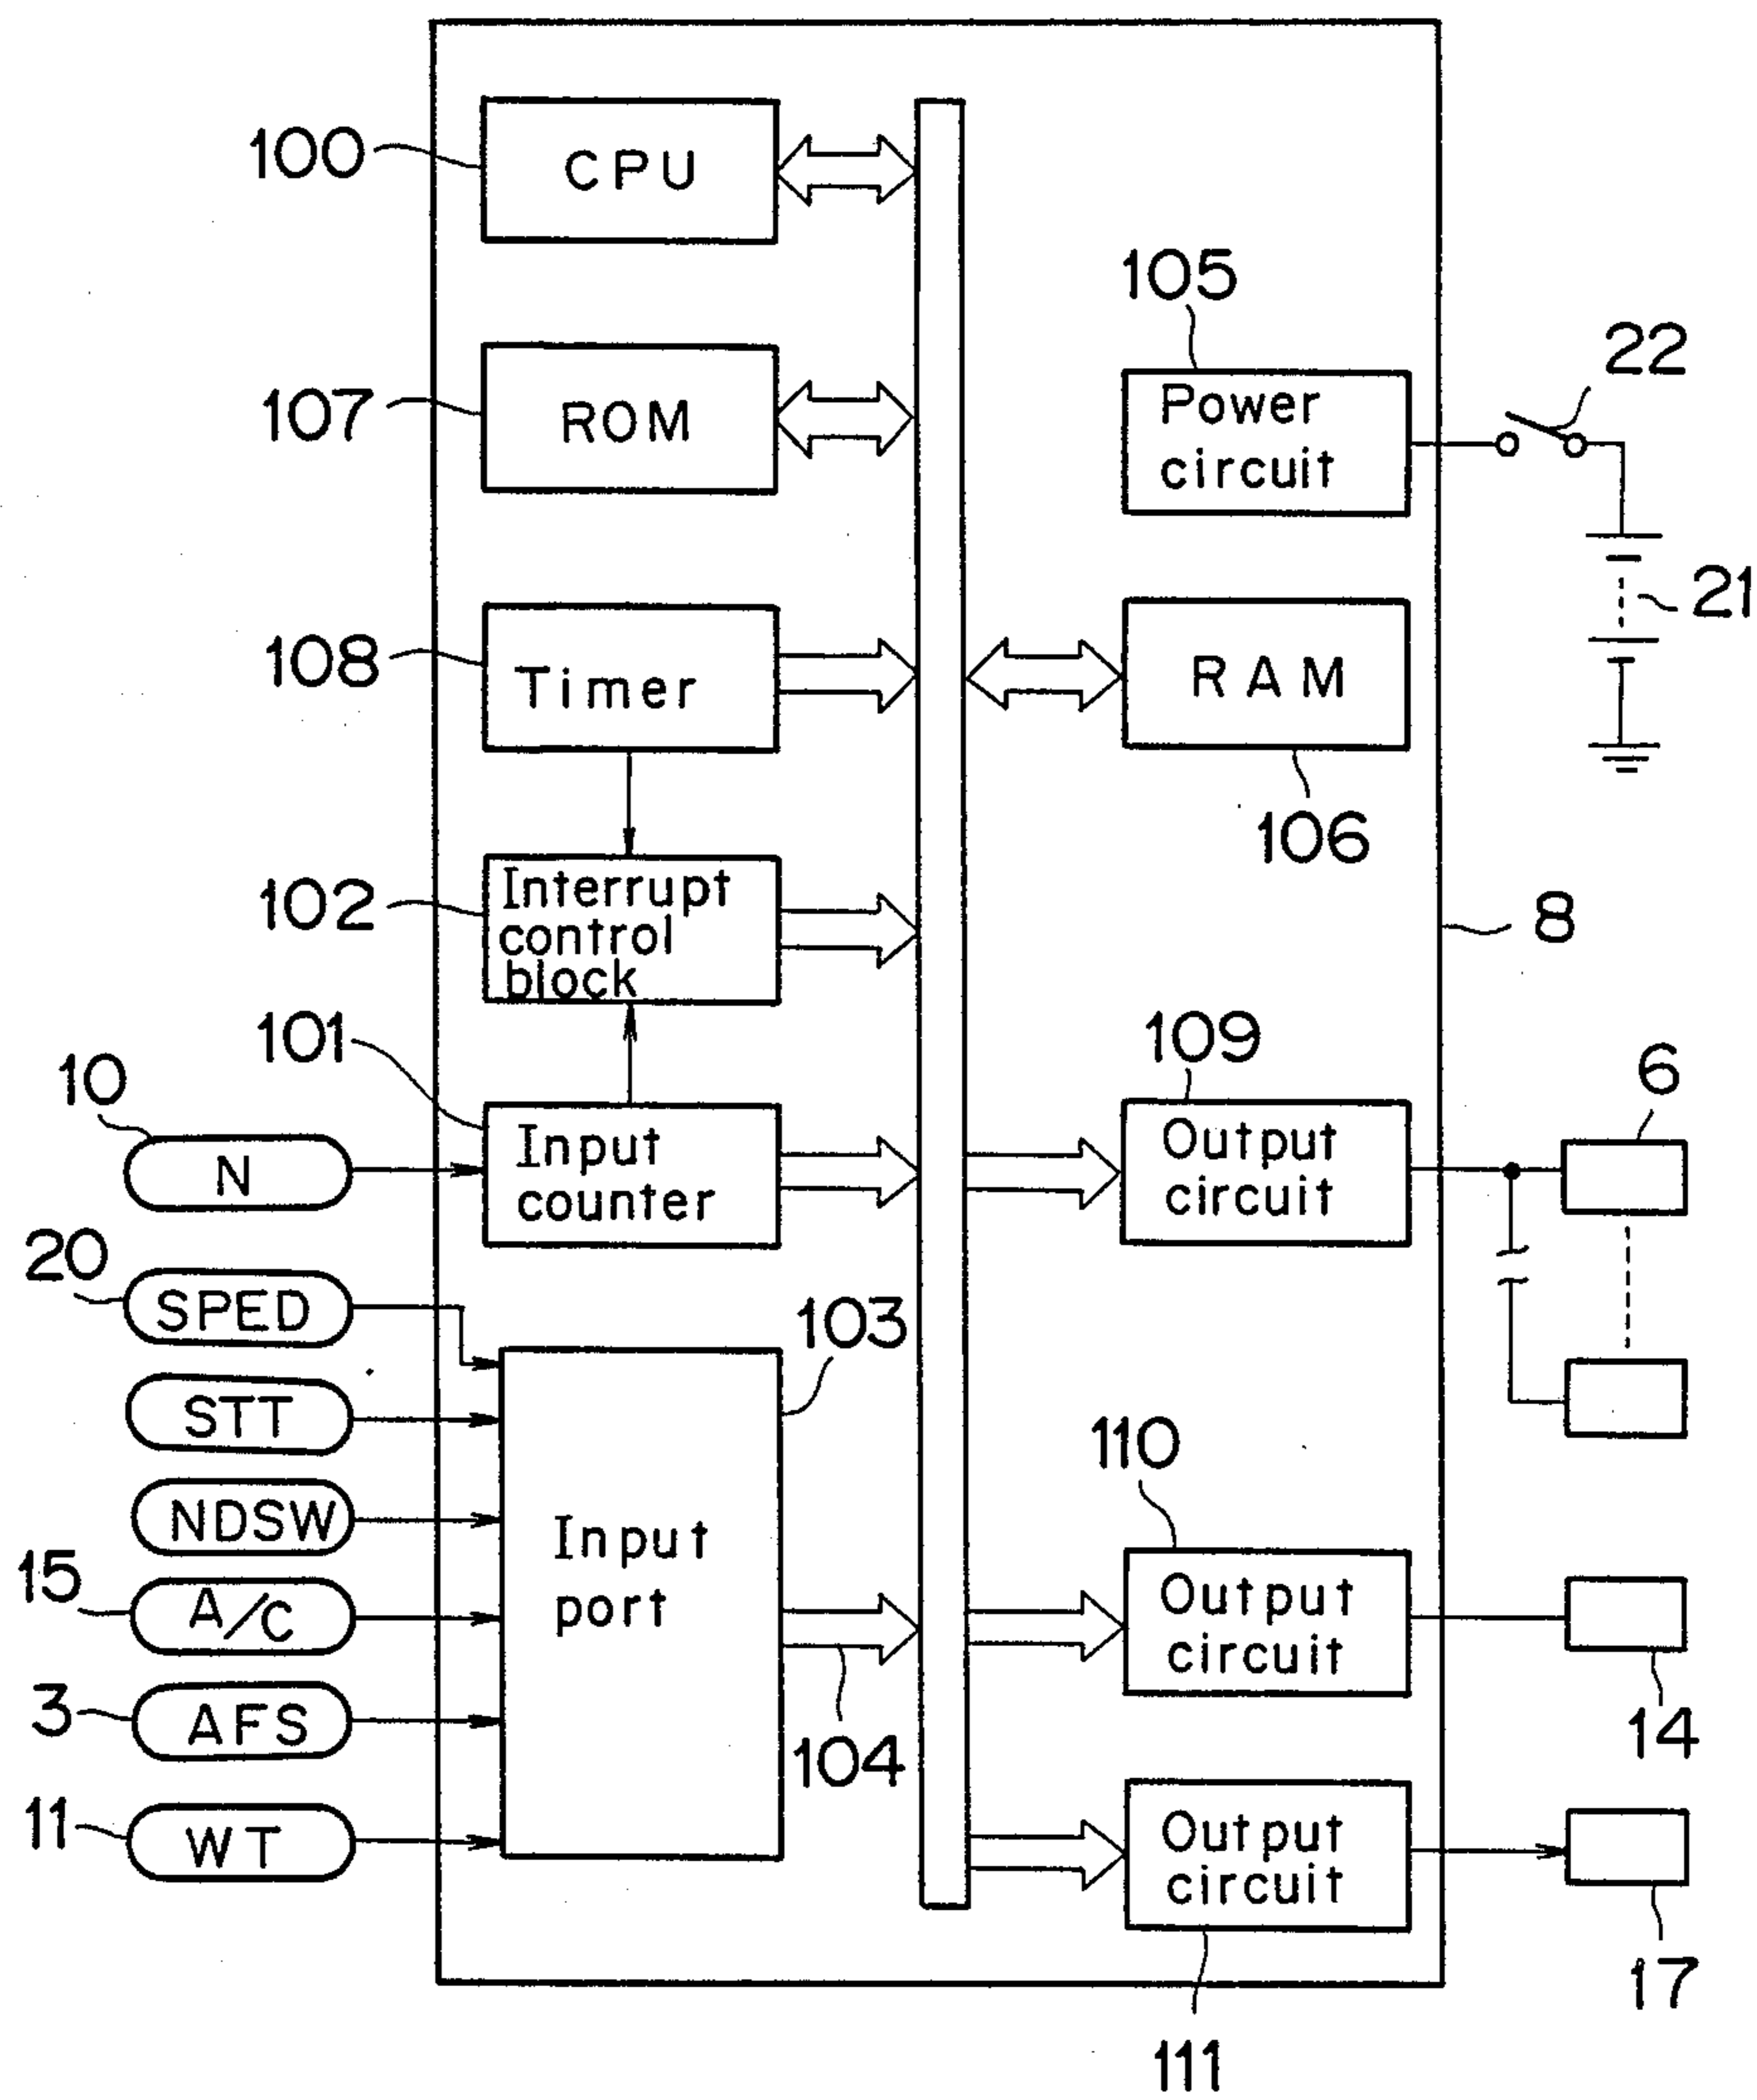 100
CPU
105
22
107
ROM
Power
circuit
21
108
Timer
RAM
106
102
Interrupt
control
block
8
101
109
6
10
N
Input
counter
Output
circuit
20
SPED
103
STT
110
NDSW
15
A/C
Input
port
Output
circuit
3
AFS
104
14
11
WT
Output
circuit
17
111